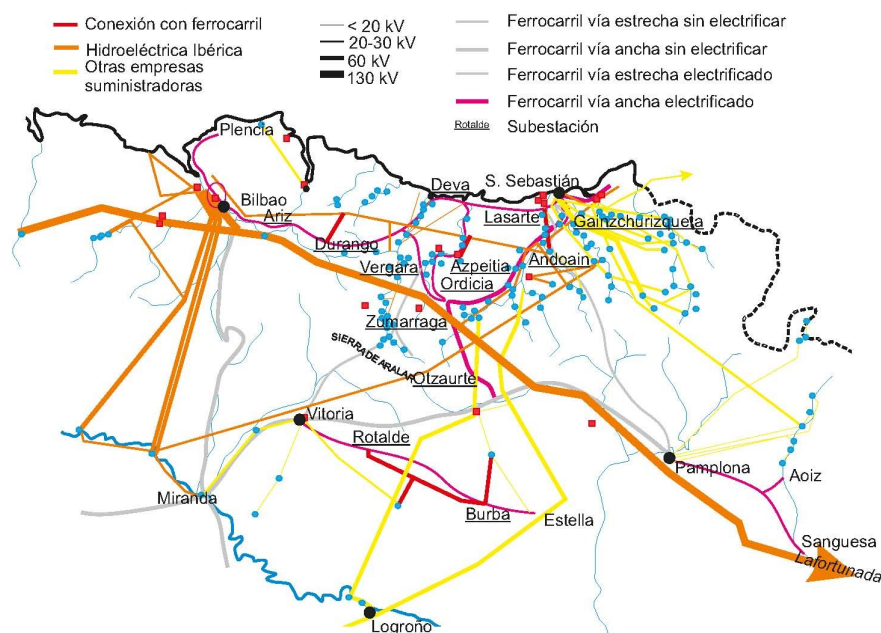 Conexión con ferrocarril
Hidroeléctrica Ibérica
Otras empresas
suministradoras
< 20 kV
20-30 kV
60 kV
130 kV
Ferrocarril vía estrecha sin electrificar
Ferrocarril vía ancha sin electrificar
Ferrocarril vía estrecha electrificado
Ferrocarril vía ancha electrificado
Rotalde
Subestación
Plencia
Bilbao
Ariz
Durango
Deva
S. Sebastián
Lasarte
Gainzchurizqueta
Vergara
Azpeitia
Andoain
Ordicia
Zumarraga
SIERRA DE ARALAR
Otzaurte
Vitoria
Rotalde
Miranda
Burba
Estella
Pamplona
Aoiz
Sanguesa
Lafortunada
Logroño